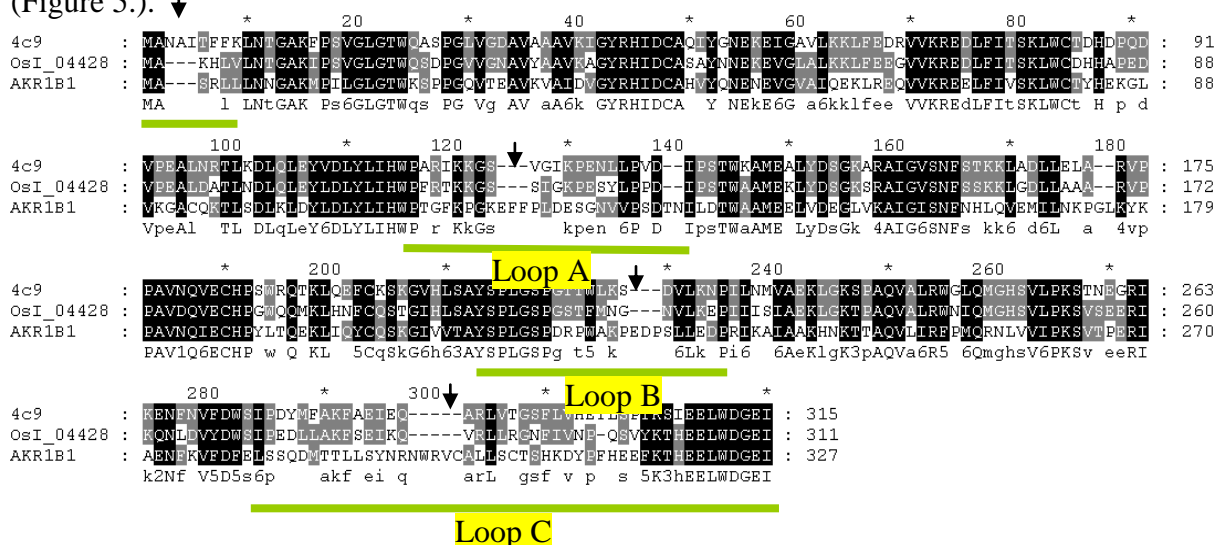 (Figure 5.).
* 20 * 40 * 60 * 80 *
4c9 : MANAITFFKLNTGAKFPSVGLGTWQASPGLVGDAVAAAVKIGYRHIDCAQIYGNEKEIGAVLKKLFEDRVVKREDLFITSKLWCTDHDPQD : 91
OsI_04428 : MA---KHLVLNTGAKIPSVGLGTWQSDPGVVGNAVYAAVKAGYRHIDCASAYNNEKEVGLALKKLFEEGVVKREDLFITSKLWCDHHAPED : 88
AKR1B1 : MA---SRLLLNNGAKMPILGLGTWKSPPGQVTEAVKVAIDVGYRHIDCAHVYQNENEVGVAIQEKLREQVVKREELFIVSKLWCTYHEKGL : 88
MA l LNtGAK Ps6GLGTWqs PG Vg AV aA6k GYRHIDCA Y NEkE6G a6kklfee VVKREdLFItSKLWCt H p d
100 * 120 * 140 * 160 * 180
4c9 : VPEALNRTLKDLQLEYVDLYLIHWPARIKKGS---VGIKPENLLPVD--IPSTWKAMEALYDSGKARAIGVSNFSTKKLADLLELA--RVP : 175
OsI_04428 : VPEALDATLNDLQLEYLDLYLIHWPFRTKKGS---SIGKPESYLPPD--IPSTWAAMEKLYDSGKSRAIGVSNFSSKKLGDLLAAA--RVP : 172
AKR1B1 : VKGACQKTLSDLKLDYLDLYLIHWPTGFKPGKEFFPLDESGNVVPSDTNILDTWAAMEELVDEGLVKAIGISNFNHLQVEMILNKPGLKYK : 179
VpeAl TL DLqLeY6DLYLIHWP r KkGs kpen 6P D IpsTWaAME LyDsGk 4AIG6SNFs kk6 d6L a 4vp
Loop A
* 200 * 220 * 240 * 260 *
4c9 : PAVNQVECHPSWRQTKLQEFCKSKGVHLSAYSPLGSPGTTWLKS---DVLKNPILNMVAEKLGKSPAQVALRWGLQMGHSVLPKSTNEGRI : 263
OsI_04428 : PAVDQVECHPGWQQMKLHNFCQSTGIHLSAYSPLGSPGSTFMNG---NVLKEPIIISIAEKLGKTPAQVALRWNIQMGHSVLPKSVSEERI : 260
AKR1B1 : PAVNQIECHPYLTQEKLIQYCQSKGIVVTAYSPLGSPDRPWAKPEDPSLLEDPRIKAIAAKHNKTTAQVLIRFPMQRNLVVIPKSVTPERI : 270
PAV1Q6ECHP w Q KL 5CqSkG6h63AYSPLGSPg t5 k 6Lk Pi6 6AeKlgK3pAQVa6R5 6QmghsV6PKSv eeRI
Loop B
280 * 300 * *
4c9 : KENFNVFDWSIPDYMFAKFAEIEQ-----ARLVTGSFLVHETLSPYKSIEELWDGEI : 315
OsI_04428 : KQNLDVYDWSIPEDLLAKFSEIKQ-----VRLLRGNFIVNP-QSVYKTHEELWDGEI : 311
AKR1B1 : AENFKVFDFELSSQDMTTLLSYNRNWRVCALLSCTSHKDYPFHEEFKTHEELWDGEI : 327
k2Nf V5D5s6p akf ei q arL gsf v p s 5K3hEELWDGEI
Loop C